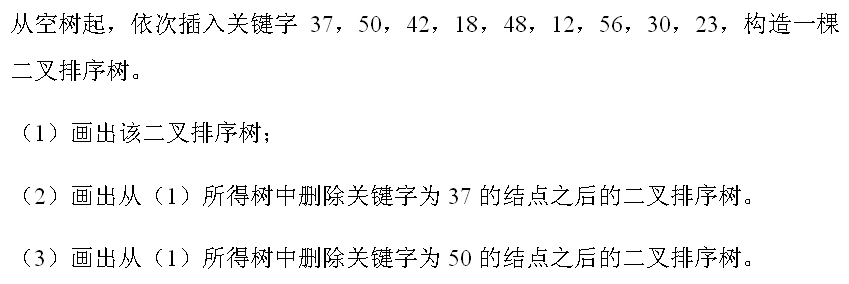 从空树起，依次插入关键字 37，50，42，18，48，12，56，30，23，构造一棵
二叉排序树。
（1）画出该二叉排序树；
（2）画出从（1）所得树中删除关键字为 37 的结点之后的二叉排序树。
（3）画出从（1）所得树中删除关键字为 50 的结点之后的二叉排序树。